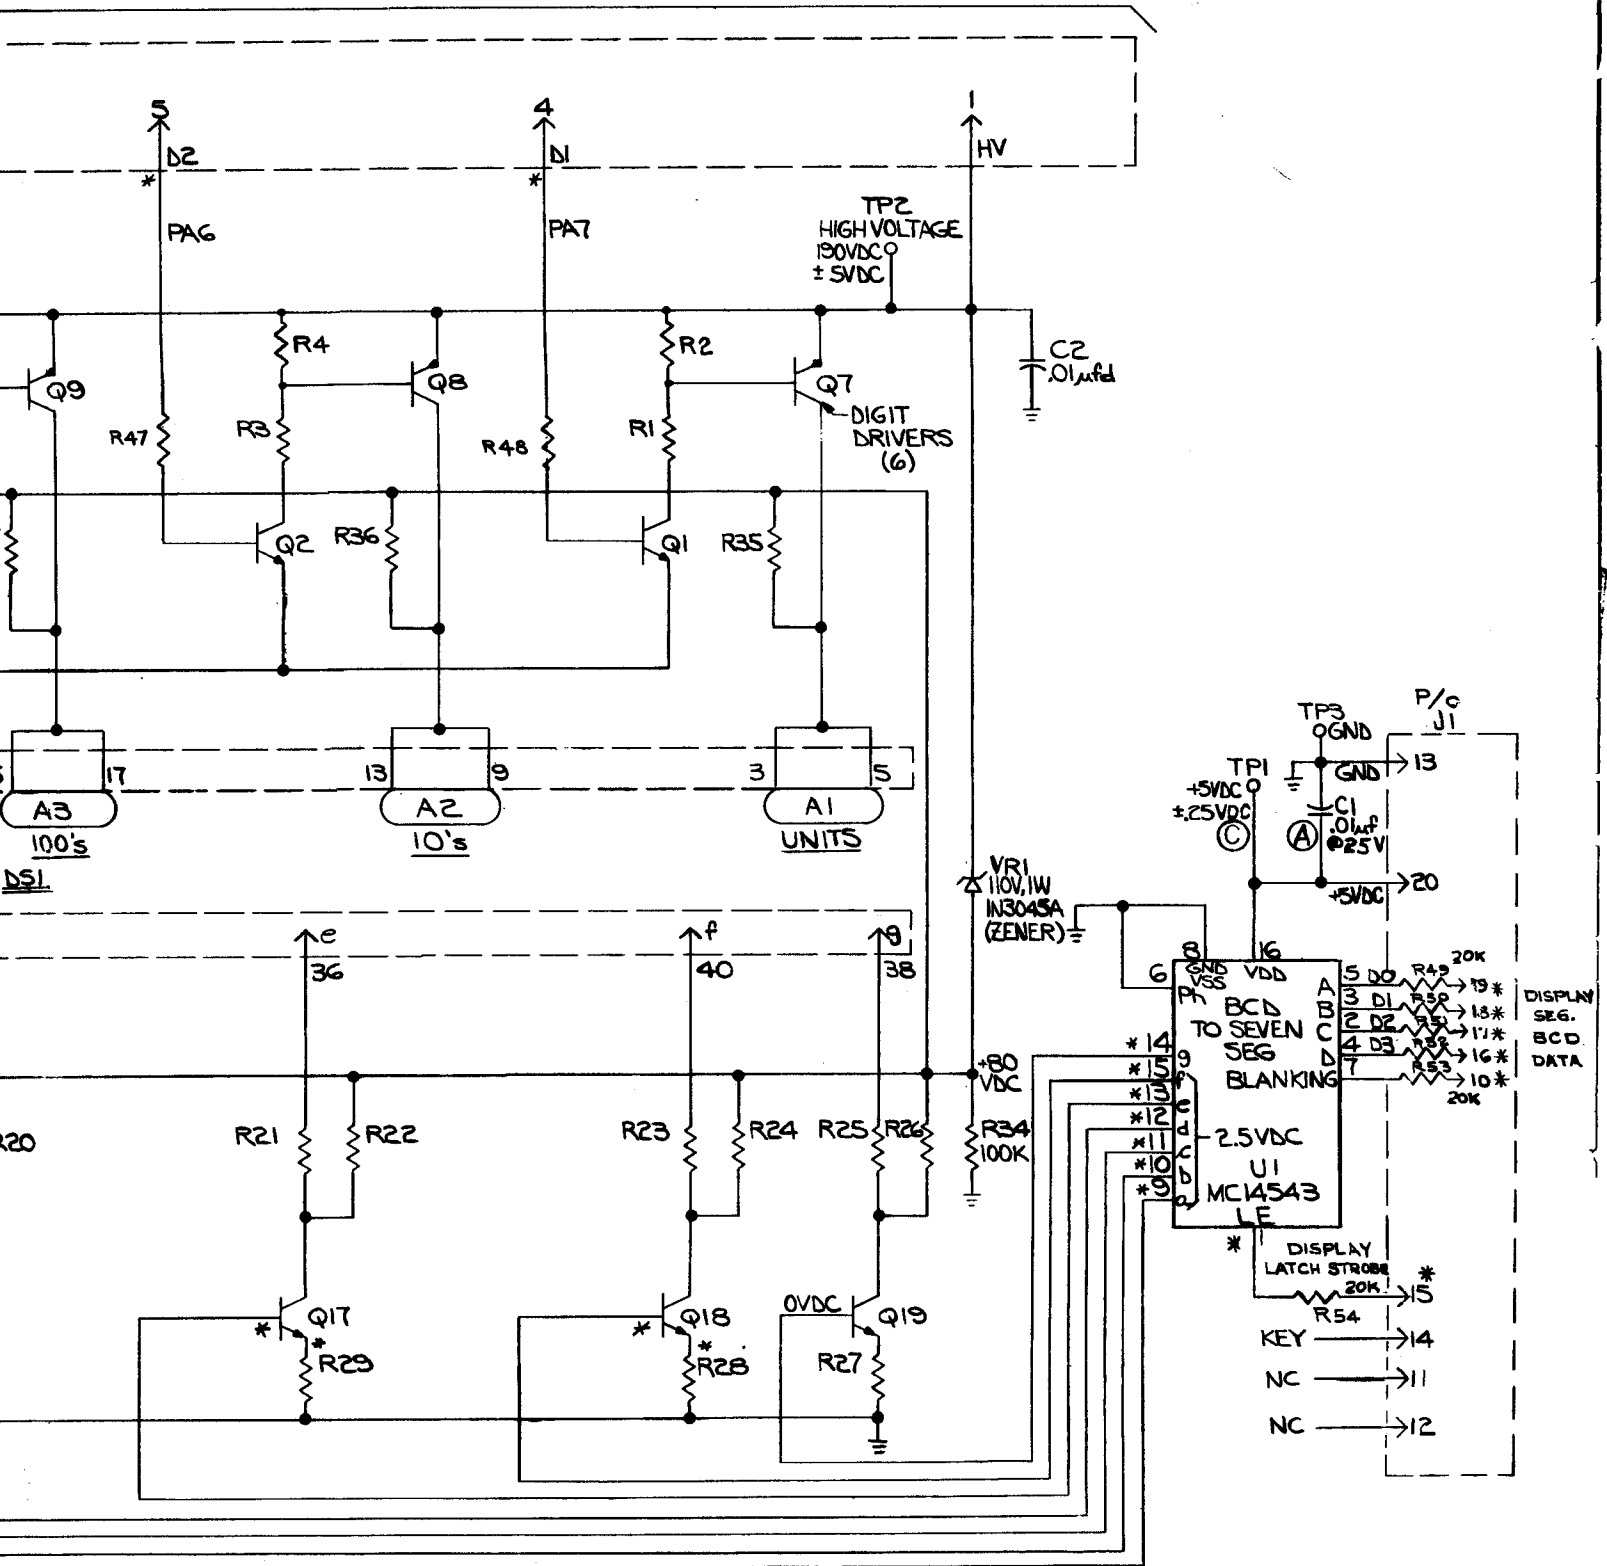 5
4
1
D2
D1
HV
*
*
PA6
PA7
TP2
HIGH VOLTAGE
190VDC
± 5VDC
R4
R2
C2
.01µfd
Q9
Q8
Q7
DIGIT
DRIVERS
(6)
R47
R3
R48
R1
Q2
R36
Q1
R35
17
13
9
3
5
A3
A2
A1
100's
10's
UNITS
DS1
P/O
J1
TP3
GND
13
GND
TP1
+5VDC
±.25VDC
C1
.01µf
@25V
C
A
20
+5VDC
VR1
110V, 1W
1N3045A
(ZENER)
e
f
g
36
40
38
8
16
6
GND
VSS
VDD
Ph
BCD
TO SEVEN
SEG
BLANKING
A
B
C
D
5 D0 R49 20K 19*
3 D1 R50 18*
2 D2 R51 17*
4 D3 R52 16*
7 R53 10*
20K
DISPLAY
SEG.
BCD
DATA
*14 g
*15 f
*13 e
*12 d
*11 c
*10 b
*9 a
2.5VDC
U1
MC14543
LE
*
+80
VDC
R20
R21
R22
R23
R24
R25
R26
R34
100K
DISPLAY
LATCH STROBE
20K
15
*
R54
KEY
14
NC
11
NC
12
0VDC
Q17
Q18
Q19
*
*
*
*
R29
R28
R27